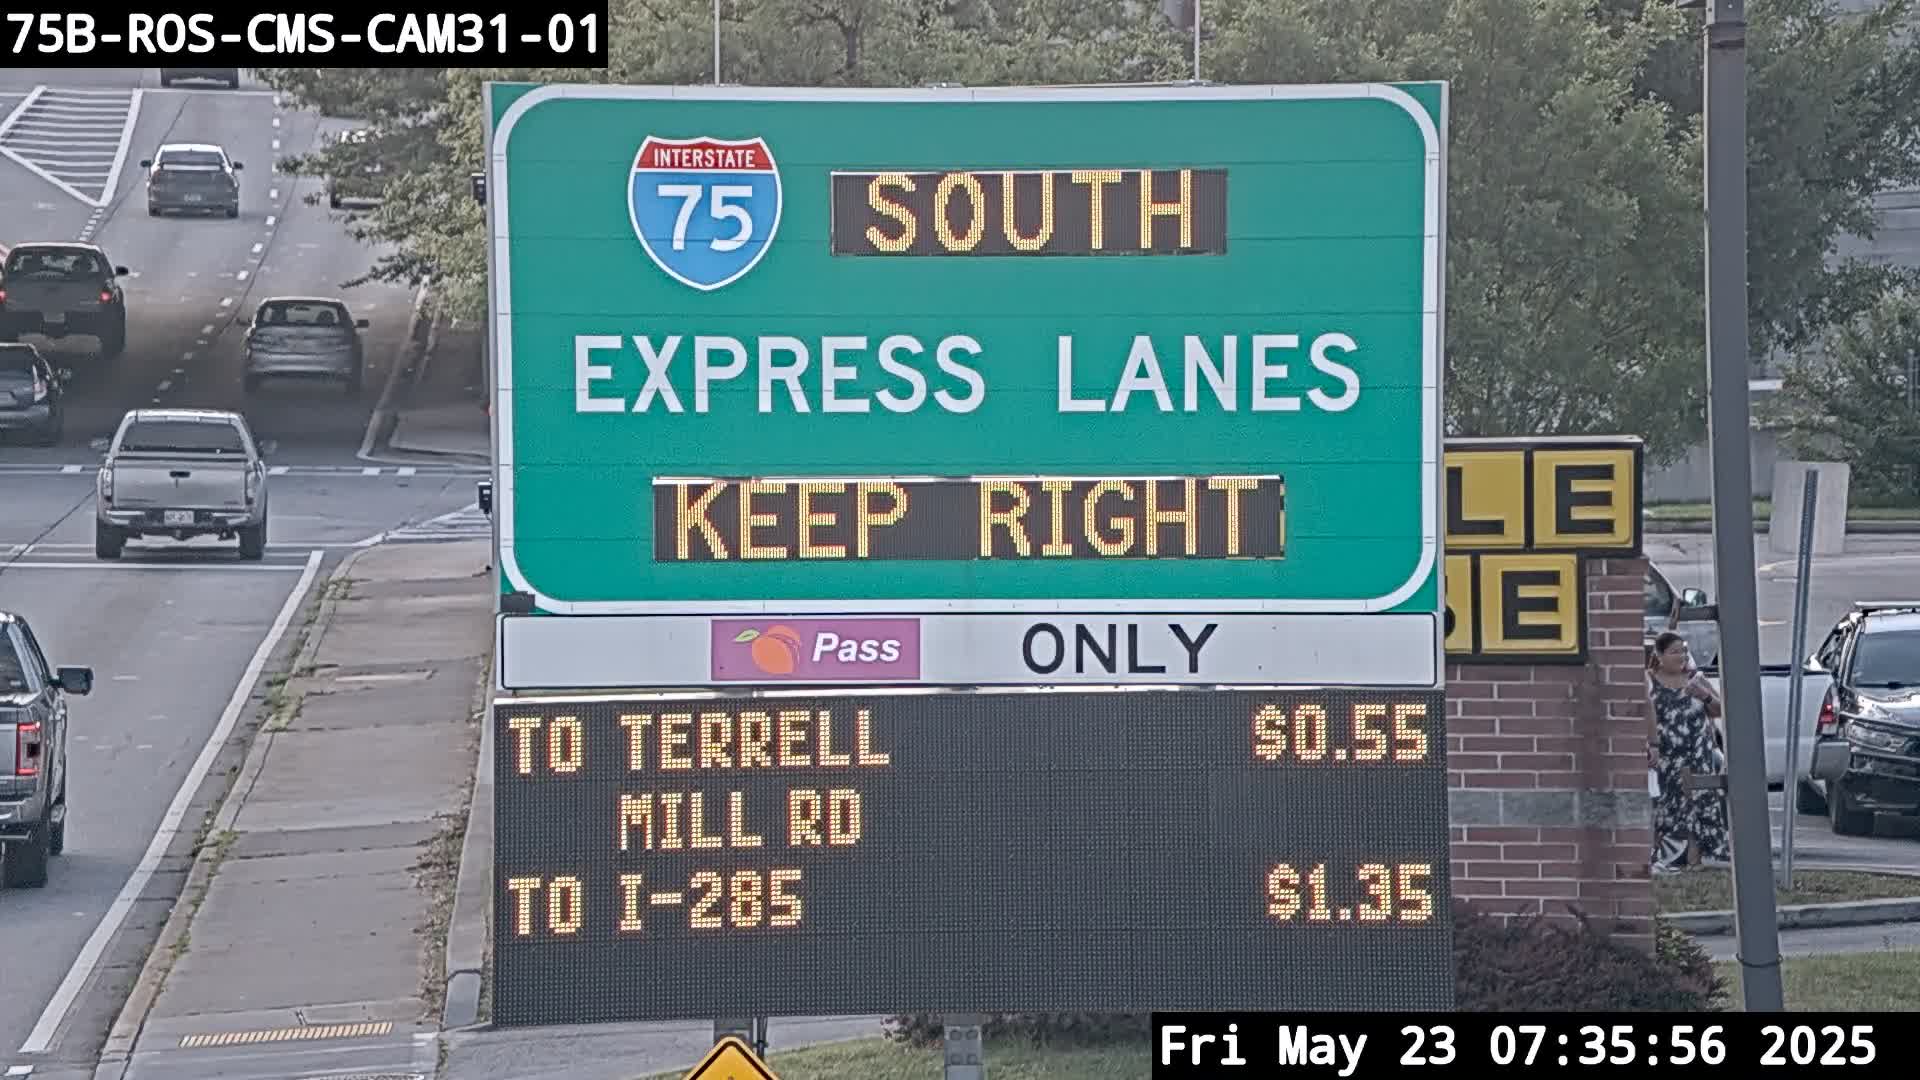 75B-ROS-CMS-CAM31-01
INTERSTATE
75
SOUTH
EXPRESS LANES
KEEP RIGHT
Pass ONLY
TO TERRELL $0.55
MILL RD
TO I-285 $1.35
LE
E
Fri May 23 07:35:56 2025